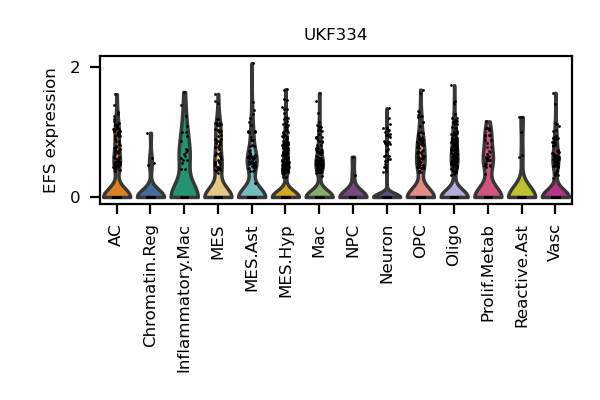 UKF334
EFS expression
2
0
AC
Chromatin.Reg
Inflammatory.Mac
MES
MES.Ast
MES.Hyp
Mac
NPC
Neuron
OPC
Oligo
Prolif.Metab
Reactive.Ast
Vasc